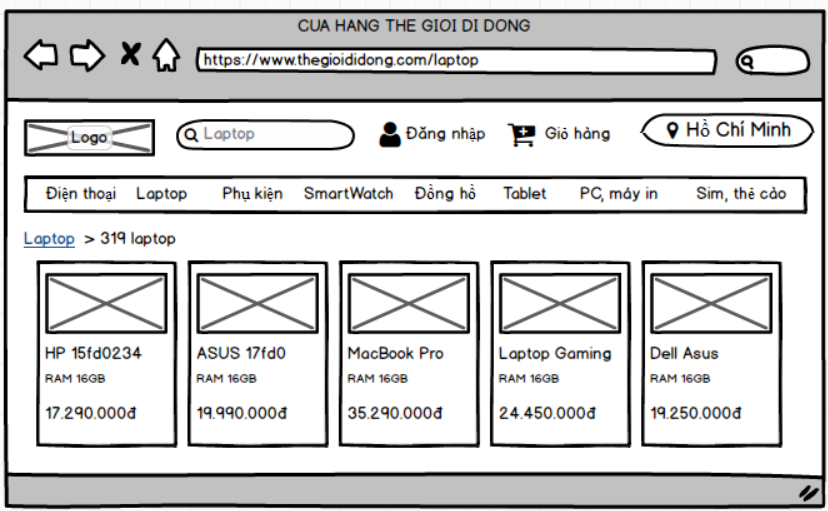 CUA HANG THE GIOI DI DONG
https://www.thegioididong.com/laptop
Logo Laptop Đăng nhập Giỏ hàng Hồ Chí Minh
Điện thoại Laptop Phụ kiện SmartWatch Đồng hồ Tablet PC, máy in Sim, thẻ cào
Laptop > 319 laptop
HP 15fd0234 ASUS 17fd0 MacBook Pro Laptop Gaming Dell Asus
RAM 16GB RAM 16GB RAM 16GB RAM 16GB RAM 16GB
17.290.000đ 19.990.000đ 35.290.000đ 24.450.000đ 19.250.000đ